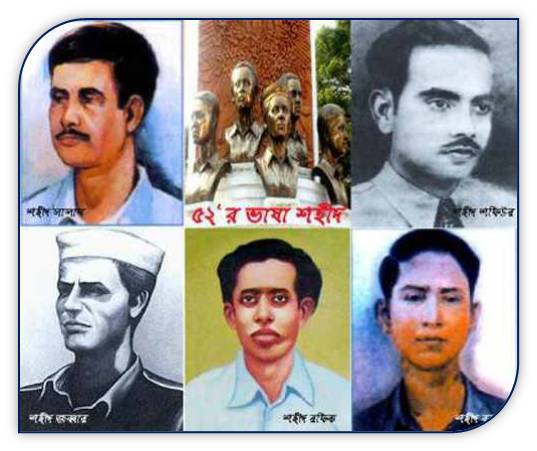 শহীদ সালাম
৫২'র ভাষা শহীদ
শহীদ শফিউর
শহীদ জব্বার
শহীদ রফিক
শহীদ